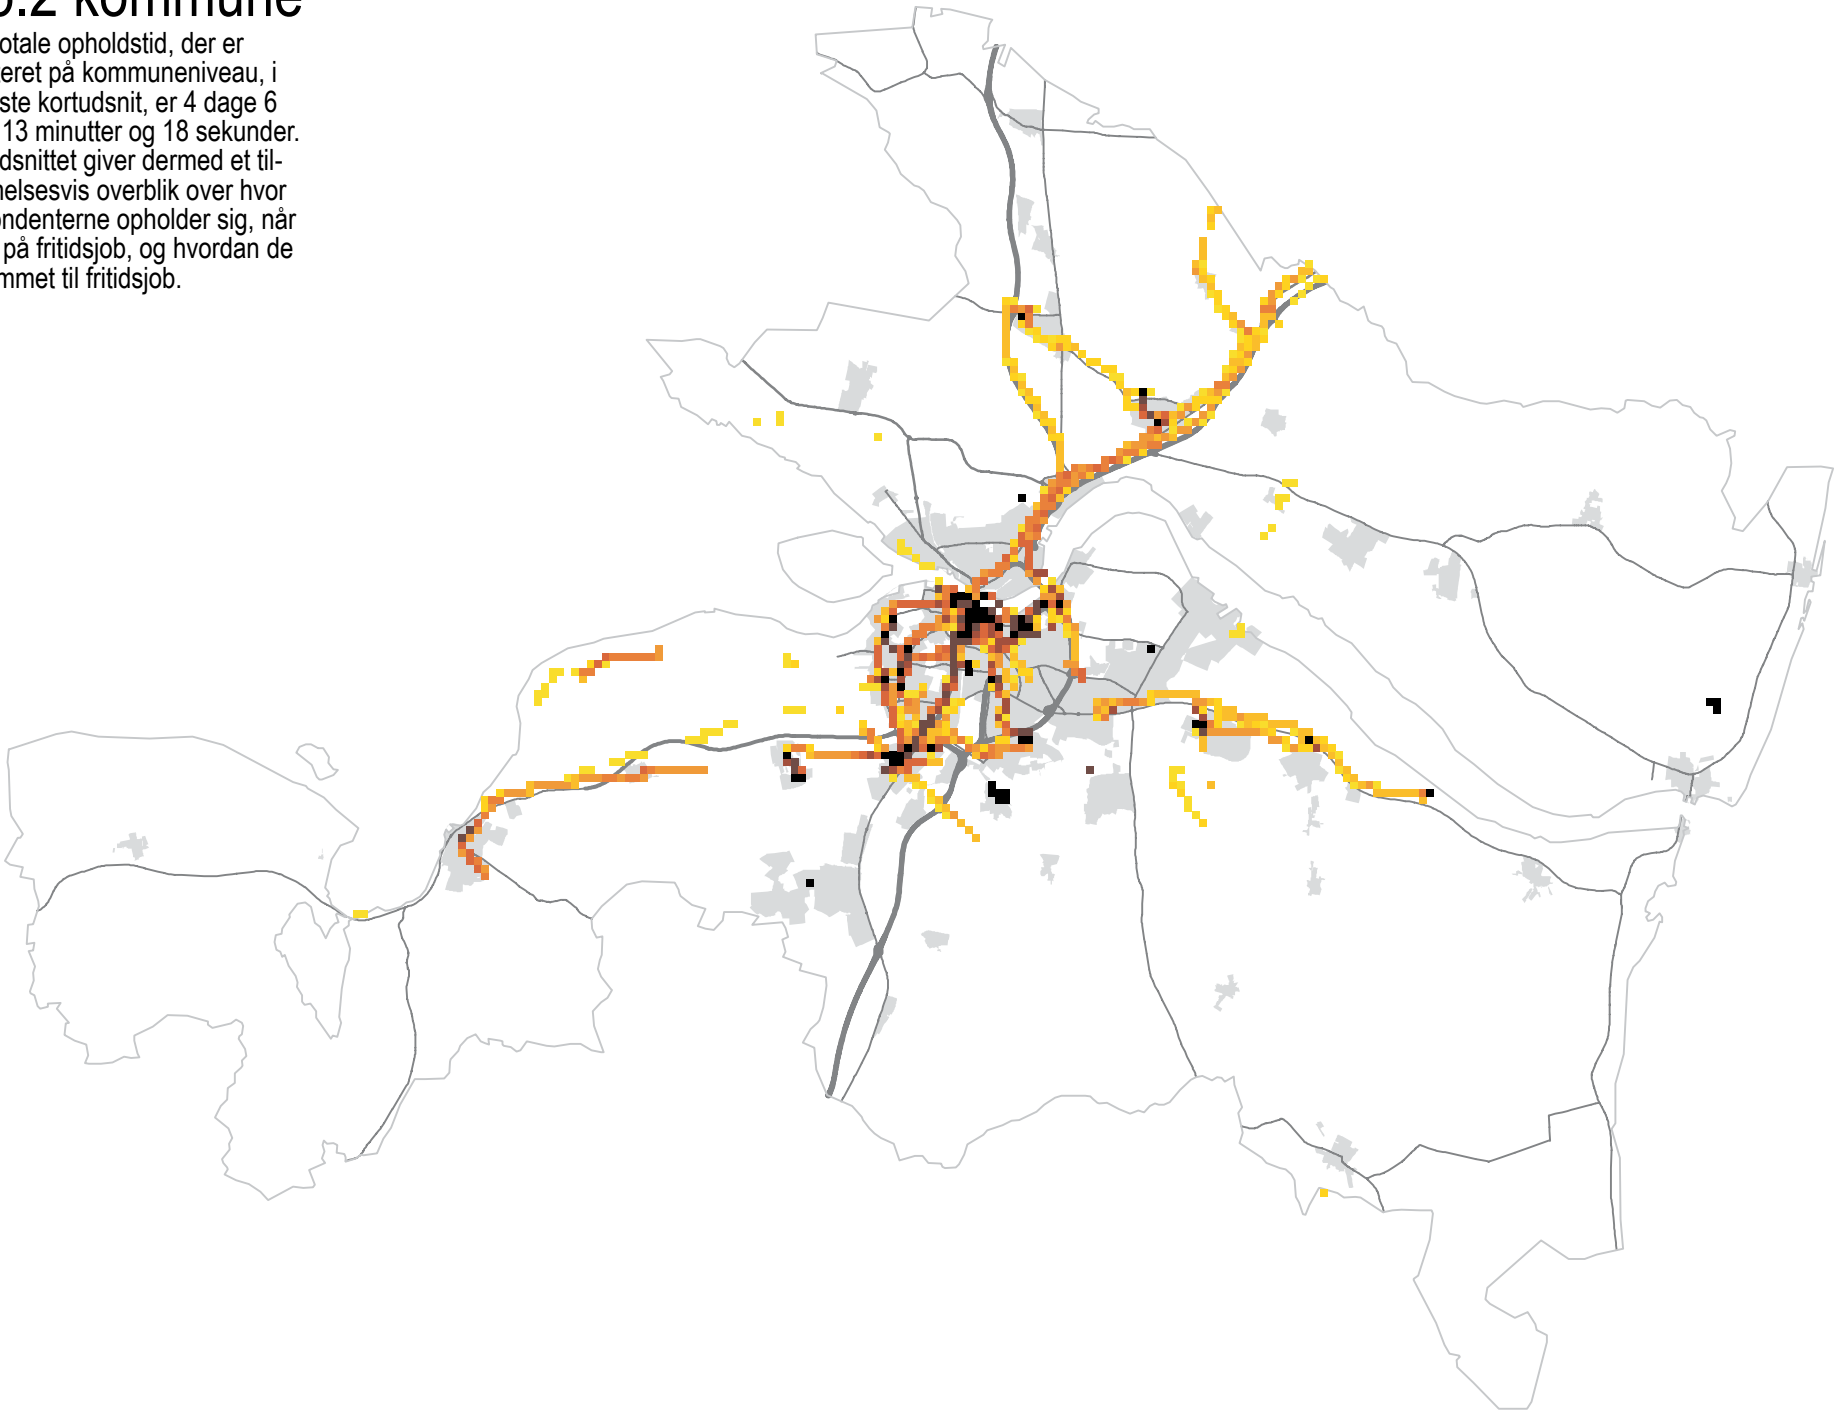 .2 kommune
otale opholdstid, der er
eret på kommuneniveau, i
ste kortudsnit, er 4 dage 6
13 minutter og 18 sekunder.
dsnittet giver dermed et til-
nelsesvis overblik over hvor
ondenterne opholder sig, når
på fritidsjob, og hvordan de
mmet til fritidsjob.